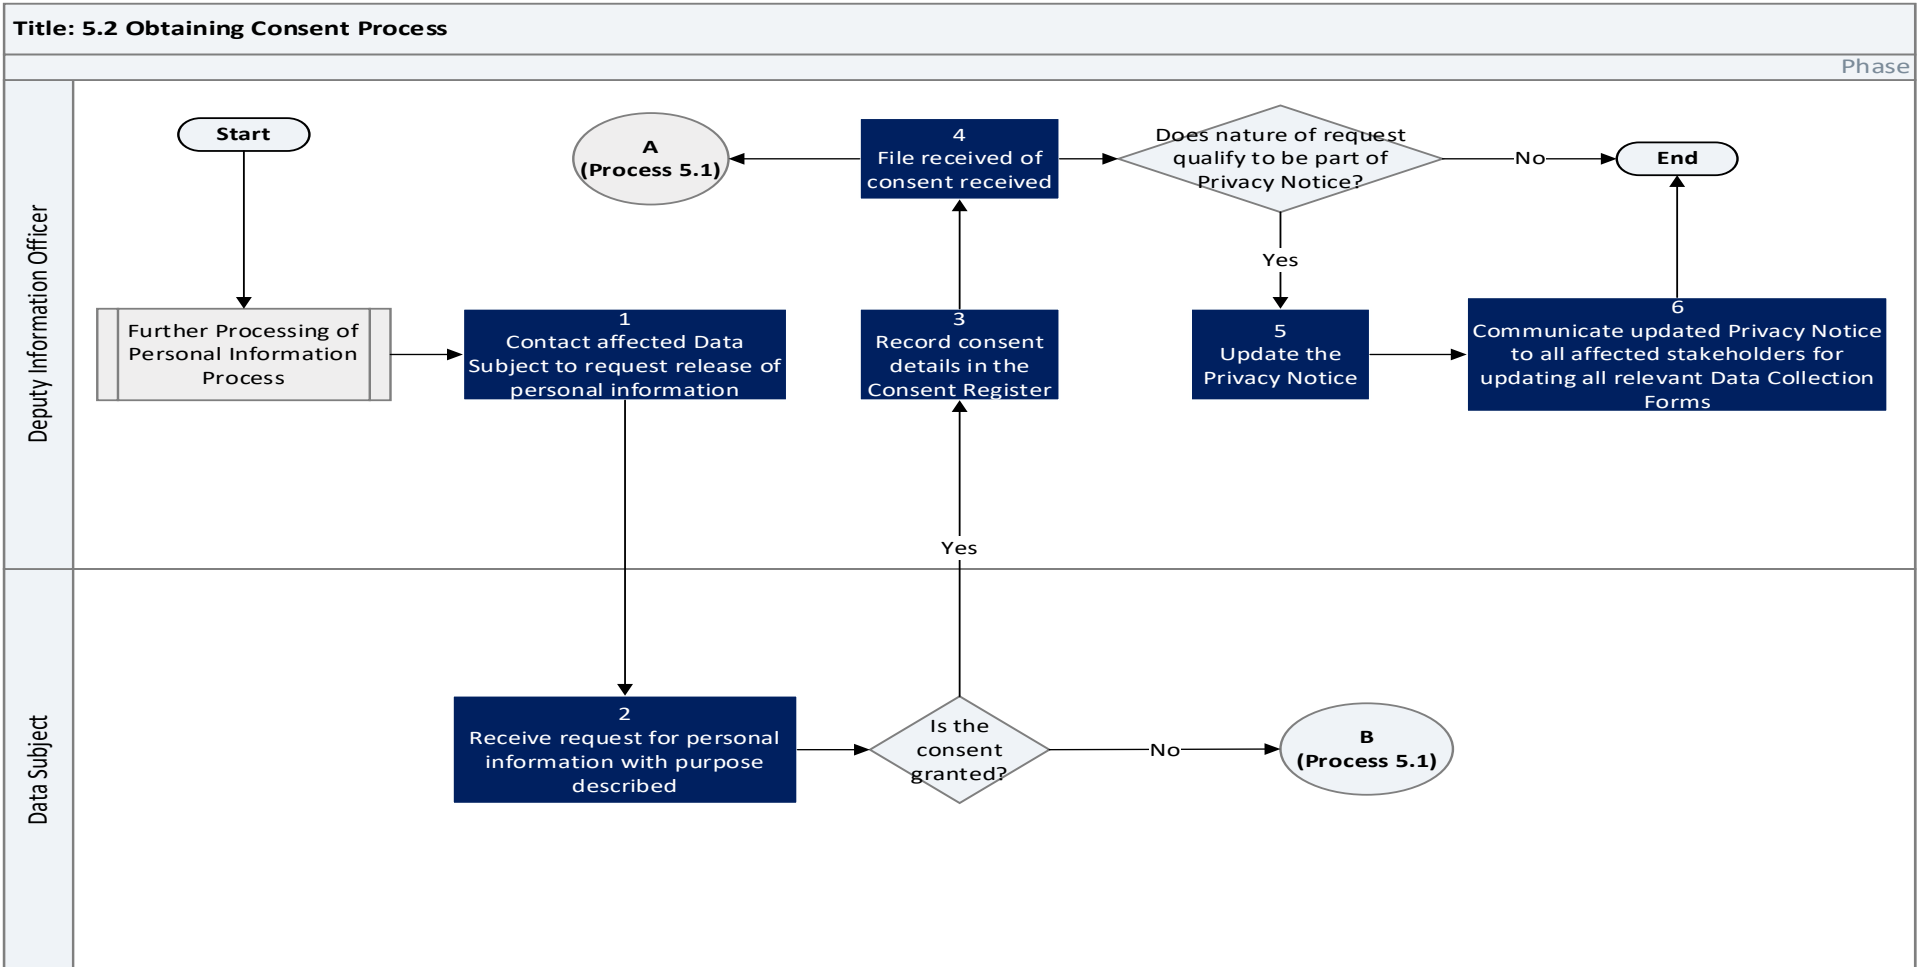 Title: 5.2 Obtaining Consent Process
Phase
Deputy Information Officer
Start
A
(Process 5.1)
4
File received of
consent received
Does nature of request
qualify to be part of
Privacy Notice?
No
End
Yes
Further Processing of
Personal Information
Process
1
Contact affected Data
Subject to request release of
personal information
3
Record consent
details in the
Consent Register
5
Update the
Privacy Notice
6
Communicate updated Privacy Notice
to all affected stakeholders for
updating all relevant Data Collection
Forms
Yes
Data Subject
2
Receive request for personal
information with purpose
described
Is the
consent
granted?
No
B
(Process 5.1)